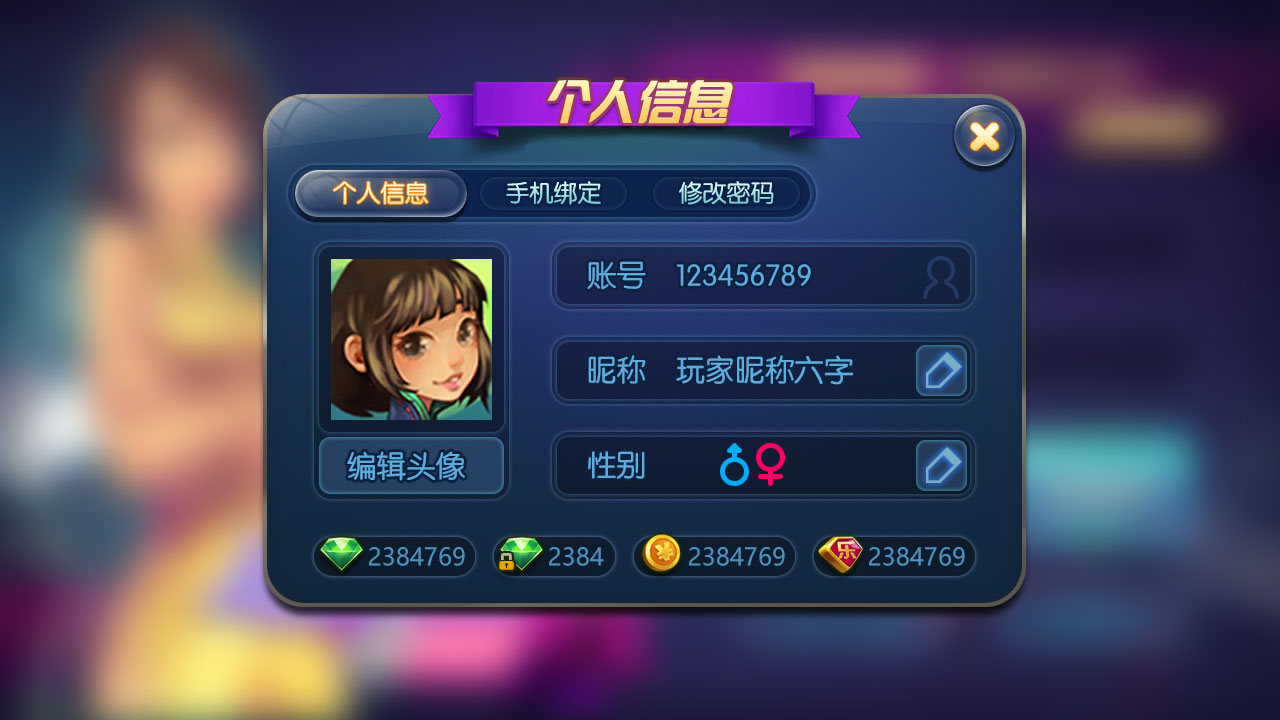 个人信息
个人信息 手机绑定 修改密码
账号 123456789
昵称 玩家昵称六字
编辑头像
性别
2384769 2384 2384769 乐 2384769